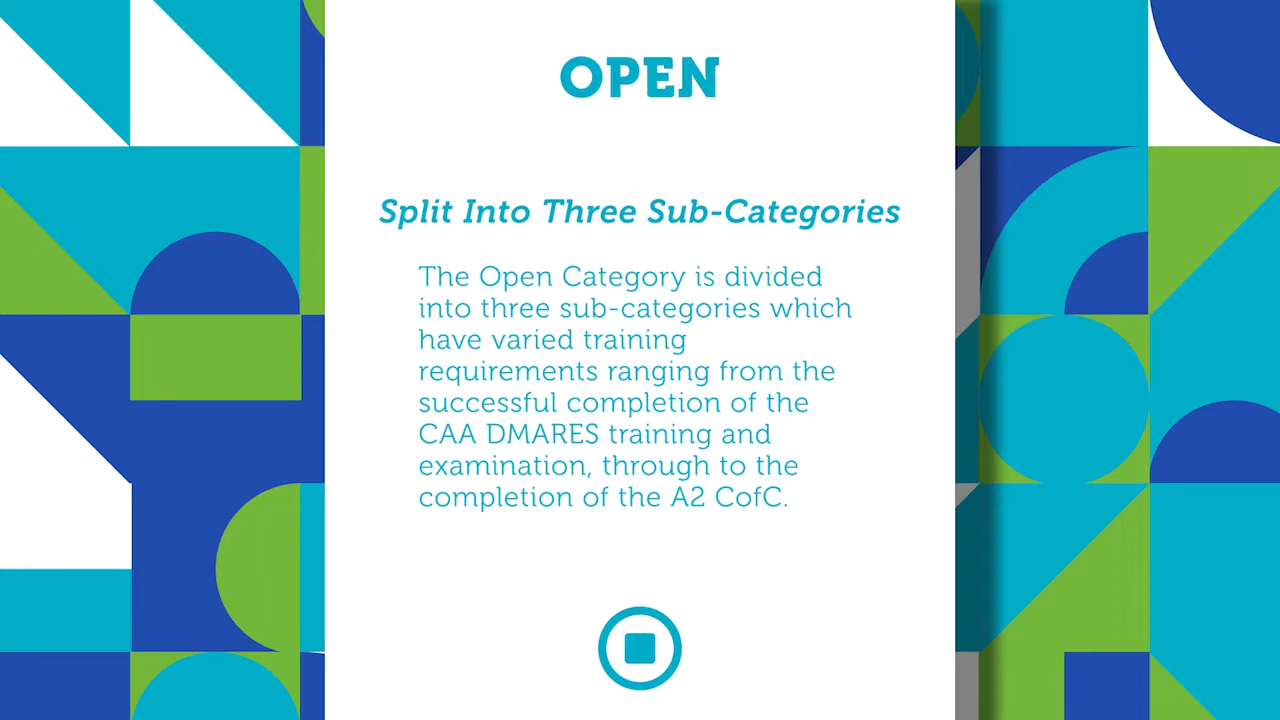 OPEN
Split Into Three Sub-Categories
The Open Category is divided
into three sub-categories which
have varied training
requirements ranging from the
successful completion of the
CAA DMARES training and
examination, through to the
completion of the A2 CofC.